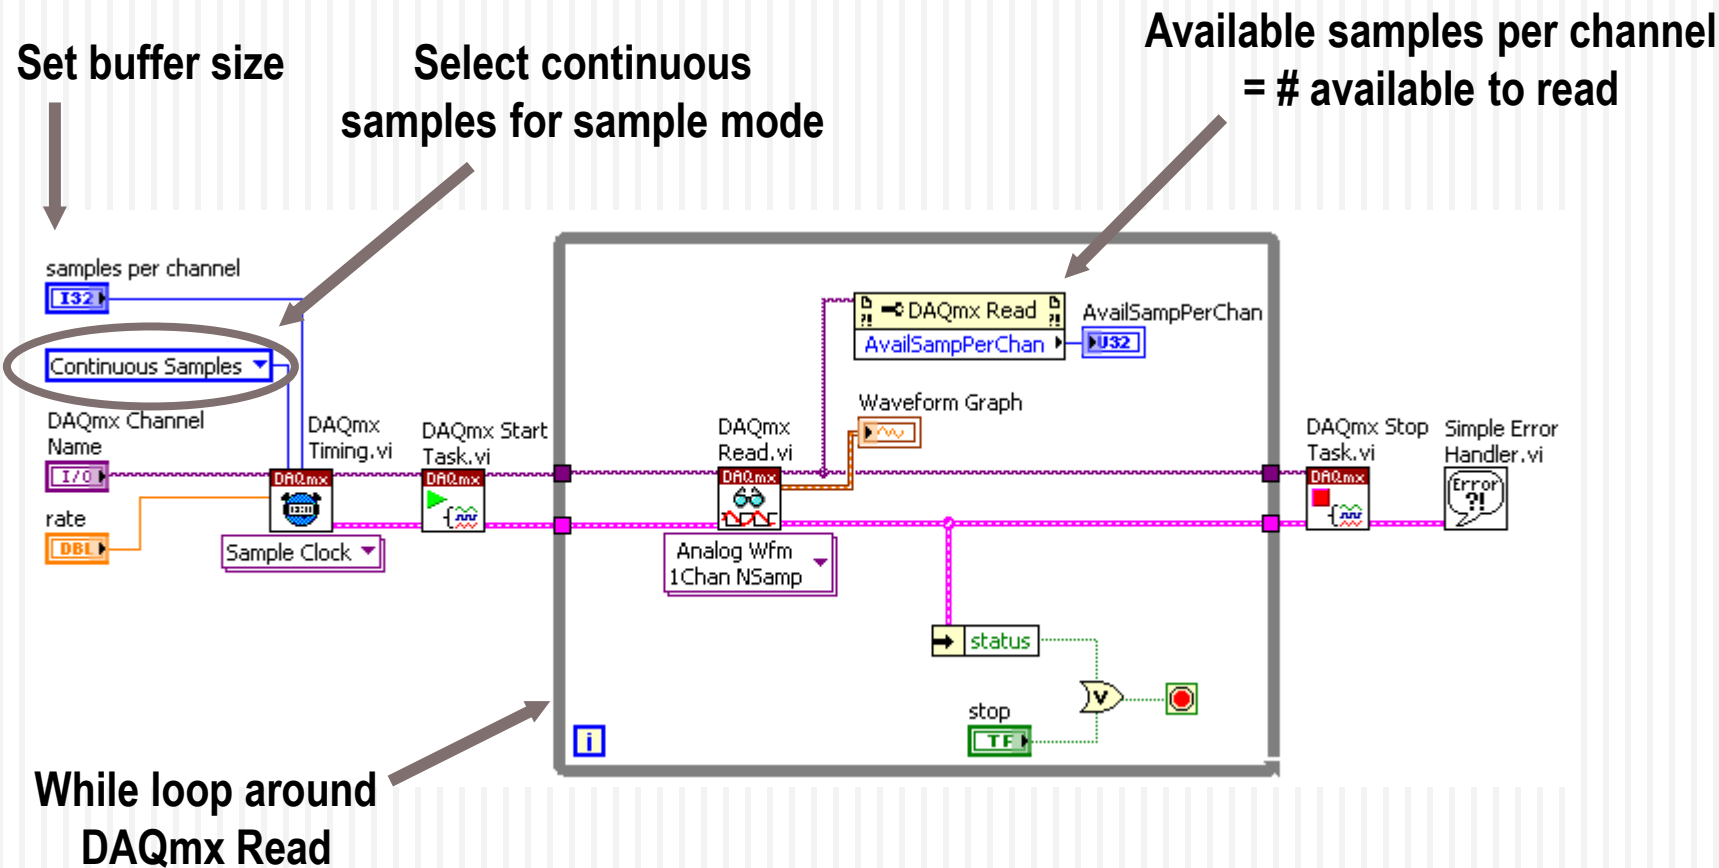 Set buffer size
Select continuous
samples for sample mode
Available samples per channel
= # available to read
samples per channel
I32
Continuous Samples
DAQmx Channel
Name
I/O
rate
DBL
DAQmx
Timing.vi
DAQmx
Sample Clock
DAQmx Start
Task.vi
DAQmx
DAQmx
Read.vi
DAQmx
Analog Wfm
1Chan NSamp
?!
DAQmx Read
?!
AvailSampPerChan
AvailSampPerChan
U32
Waveform Graph
status
V
stop
TF
i
DAQmx Stop
Task.vi
DAQmx
Simple Error
Handler.vi
Error
?!
While loop around
DAQmx Read